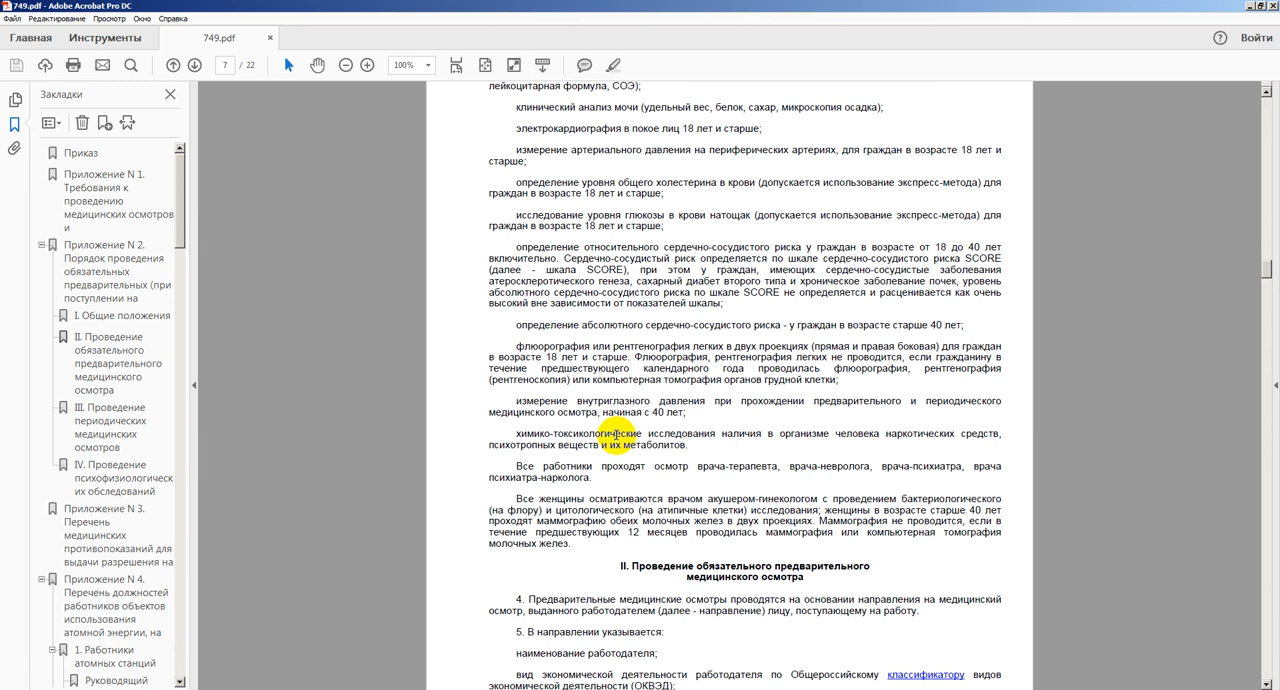 749.pdf - Adobe Acrobat Pro DC
Файл Редактирование Просмотр Окно Справка
Главная Инструменты 749.pdf × Войти
7 / 22 100%
Закладки
Приказ
Приложение N 1.
Требования к
проведению
медицинских осмотров
и
Приложение N 2.
Порядок проведения
обязательных
предварительных (при
поступлении на
I. Общие положения
II. Проведение
обязательного
предварительного
медицинского
осмотра
III. Проведение
периодических
медицинских
осмотров
IV. Проведение
психофизиологическ
их обследований
Приложение N 3.
Перечень
медицинских
противопоказаний для
выдачи разрешения на
Приложение N 4.
Перечень должностей
работников объектов
использования
атомной энергии, на
1. Работники
атомных станций
Руководящий
лейкоцитарная формула, СОЭ);
клинический анализ мочи (удельный вес, белок, сахар, микроскопия осадка);
электрокардиография в покое лиц 18 лет и старше;
измерение артериального давления на периферических артериях, для граждан в возрасте 18 лет и
старше;
определение уровня общего холестерина в крови (допускается использование экспресс-метода) для
граждан в возрасте 18 лет и старше;
исследование уровня глюкозы в крови натощак (допускается использование экспресс-метода) для
граждан в возрасте 18 лет и старше;
определение относительного сердечно-сосудистого риска у граждан в возрасте от 18 до 40 лет
включительно. Сердечно-сосудистый риск определяется по шкале сердечно-сосудистого риска SCORE
(далее - шкала SCORE), при этом у граждан, имеющих сердечно-сосудистые заболевания
атеросклеротического генеза, сахарный диабет второго типа и хроническое заболевание почек, уровень
абсолютного сердечно-сосудистого риска по шкале SCORE не определяется и расценивается как очень
высокий вне зависимости от показателей шкалы;
определение абсолютного сердечно-сосудистого риска - у граждан в возрасте старше 40 лет;
флюорография или рентгенография легких в двух проекциях (прямая и правая боковая) для граждан
в возрасте 18 лет и старше. Флюорография, рентгенография легких не проводится, если гражданину в
течение предшествующего календарного года проводилась флюорография, рентгенография
(рентгеноскопия) или компьютерная томография органов грудной клетки;
измерение внутриглазного давления при прохождении предварительного и периодического
медицинского осмотра, начиная с 40 лет;
химико-токсикологические исследования наличия в организме человека наркотических средств,
психотропных веществ и их метаболитов.
Все работники проходят осмотр врача-терапевта, врача-невролога, врача-психиатра, врача
психиатра-нарколога.
Все женщины осматриваются врачом акушером-гинекологом с проведением бактериологического
(на флору) и цитологического (на атипичные клетки) исследования; женщины в возрасте старше 40 лет
проходят маммографию обеих молочных желез в двух проекциях. Маммография не проводится, если в
течение предшествующих 12 месяцев проводилась маммография или компьютерная томография
молочных желез.
II. Проведение обязательного предварительного
медицинского осмотра
4. Предварительные медицинские осмотры проводятся на основании направления на медицинский
осмотр, выданного работодателем (далее - направление) лицу, поступающему на работу.
5. В направлении указывается:
наименование работодателя;
вид экономической деятельности работодателя по Общероссийскому классификатору видов
экономической деятельности (ОКВЭД);